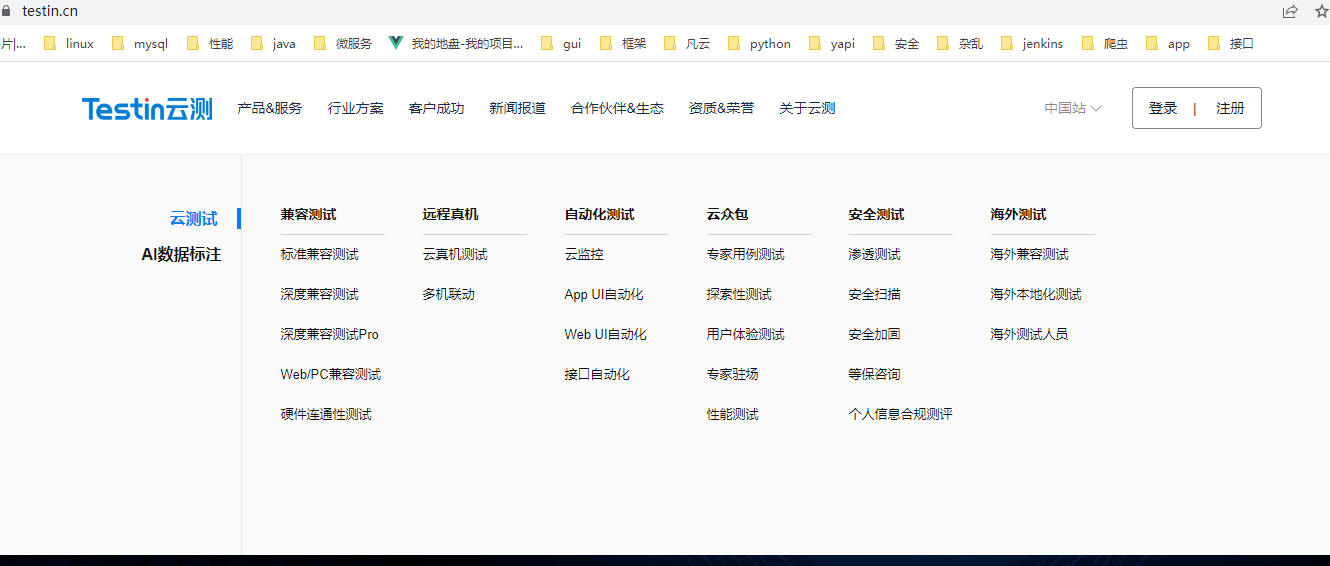 testin.cn
片|... linux mysql 性能 java 微服务 我的地盘-我的项目... gui 框架 凡云 python yapi 安全 杂乱 jenkins 爬虫 app 接口
Testin云测 产品&服务 行业方案 客户成功 新闻报道 合作伙伴&生态 资质&荣誉 关于云测 中国站 登录 | 注册
云测试
AI数据标注
兼容测试 远程真机 自动化测试 云众包 安全测试 海外测试
标准兼容测试 云真机测试 云监控 专家用例测试 渗透测试 海外兼容测试
深度兼容测试 多机联动 App UI自动化 探索性测试 安全扫描 海外本地化测试
深度兼容测试Pro Web UI自动化 用户体验测试 安全加固 海外测试人员
Web/PC兼容测试 接口自动化 专家驻场 等保咨询
硬件连通性测试 性能测试 个人信息合规测评